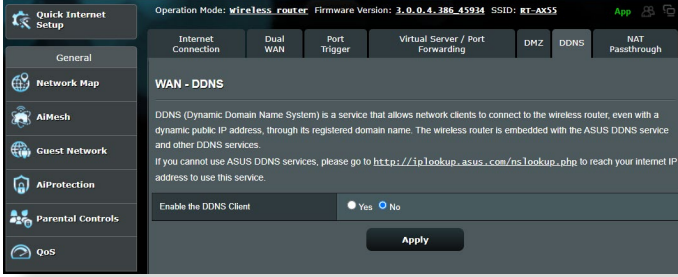 Quick Internet
Setup
Operation Mode: Wireless router Firmware Version: 3.0.0.4.386_45934 SSID: RT-AX55
App
Internet
Connection
Dual
WAN
Port
Trigger
Virtual Server / Port
Forwarding
DMZ
DDNS
NAT
Passthrough
General
Network Map
AiMesh
Guest Network
AiProtection
Parental Controls
QoS
WAN - DDNS
DDNS (Dynamic Domain Name System) is a service that allows network clients to connect to the wireless router, even with a
dynamic public IP address, through its registered domain name. The wireless router is embedded with the ASUS DDNS service
and other DDNS services.
If you cannot use ASUS DDNS services, please go to http://iplookup.asus.com/nslookup.php to reach your internet IP
address to use this service.
Enable the DDNS Client
Yes No
Apply